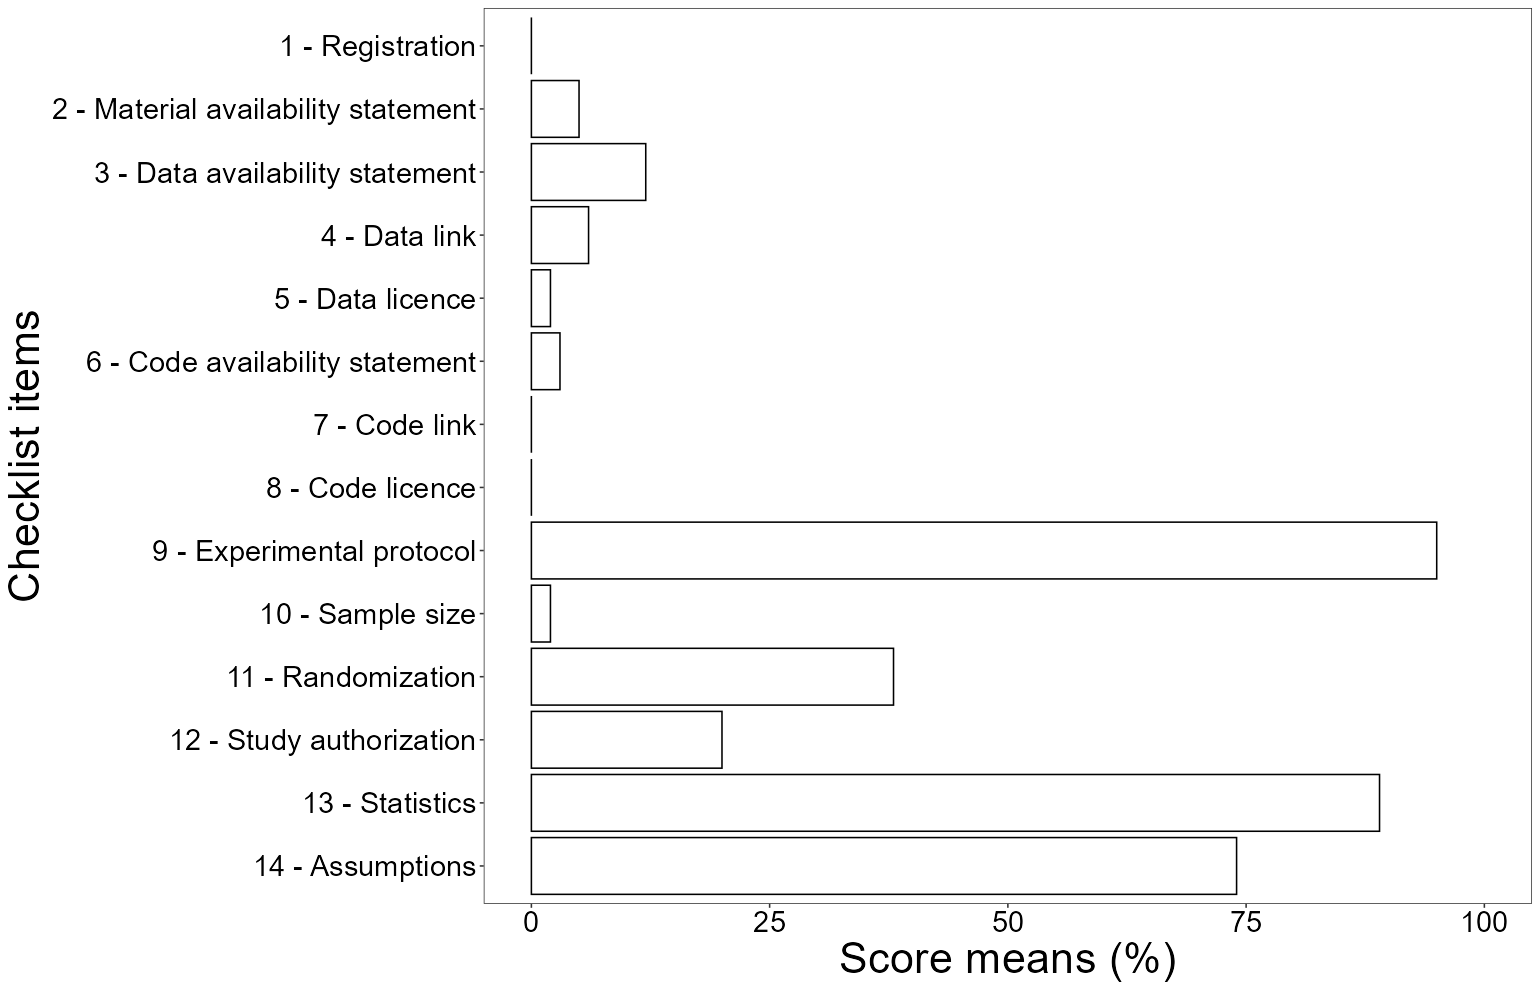 Checklist items
1 - Registration
2 - Material availability statement
3 - Data availability statement
4 - Data link
5 - Data licence
6 - Code availability statement
7 - Code link
8 - Code licence
9 - Experimental protocol
10 - Sample size
11 - Randomization
12 - Study authorization
13 - Statistics
14 - Assumptions
0 25 50 75 100
Score means (%)